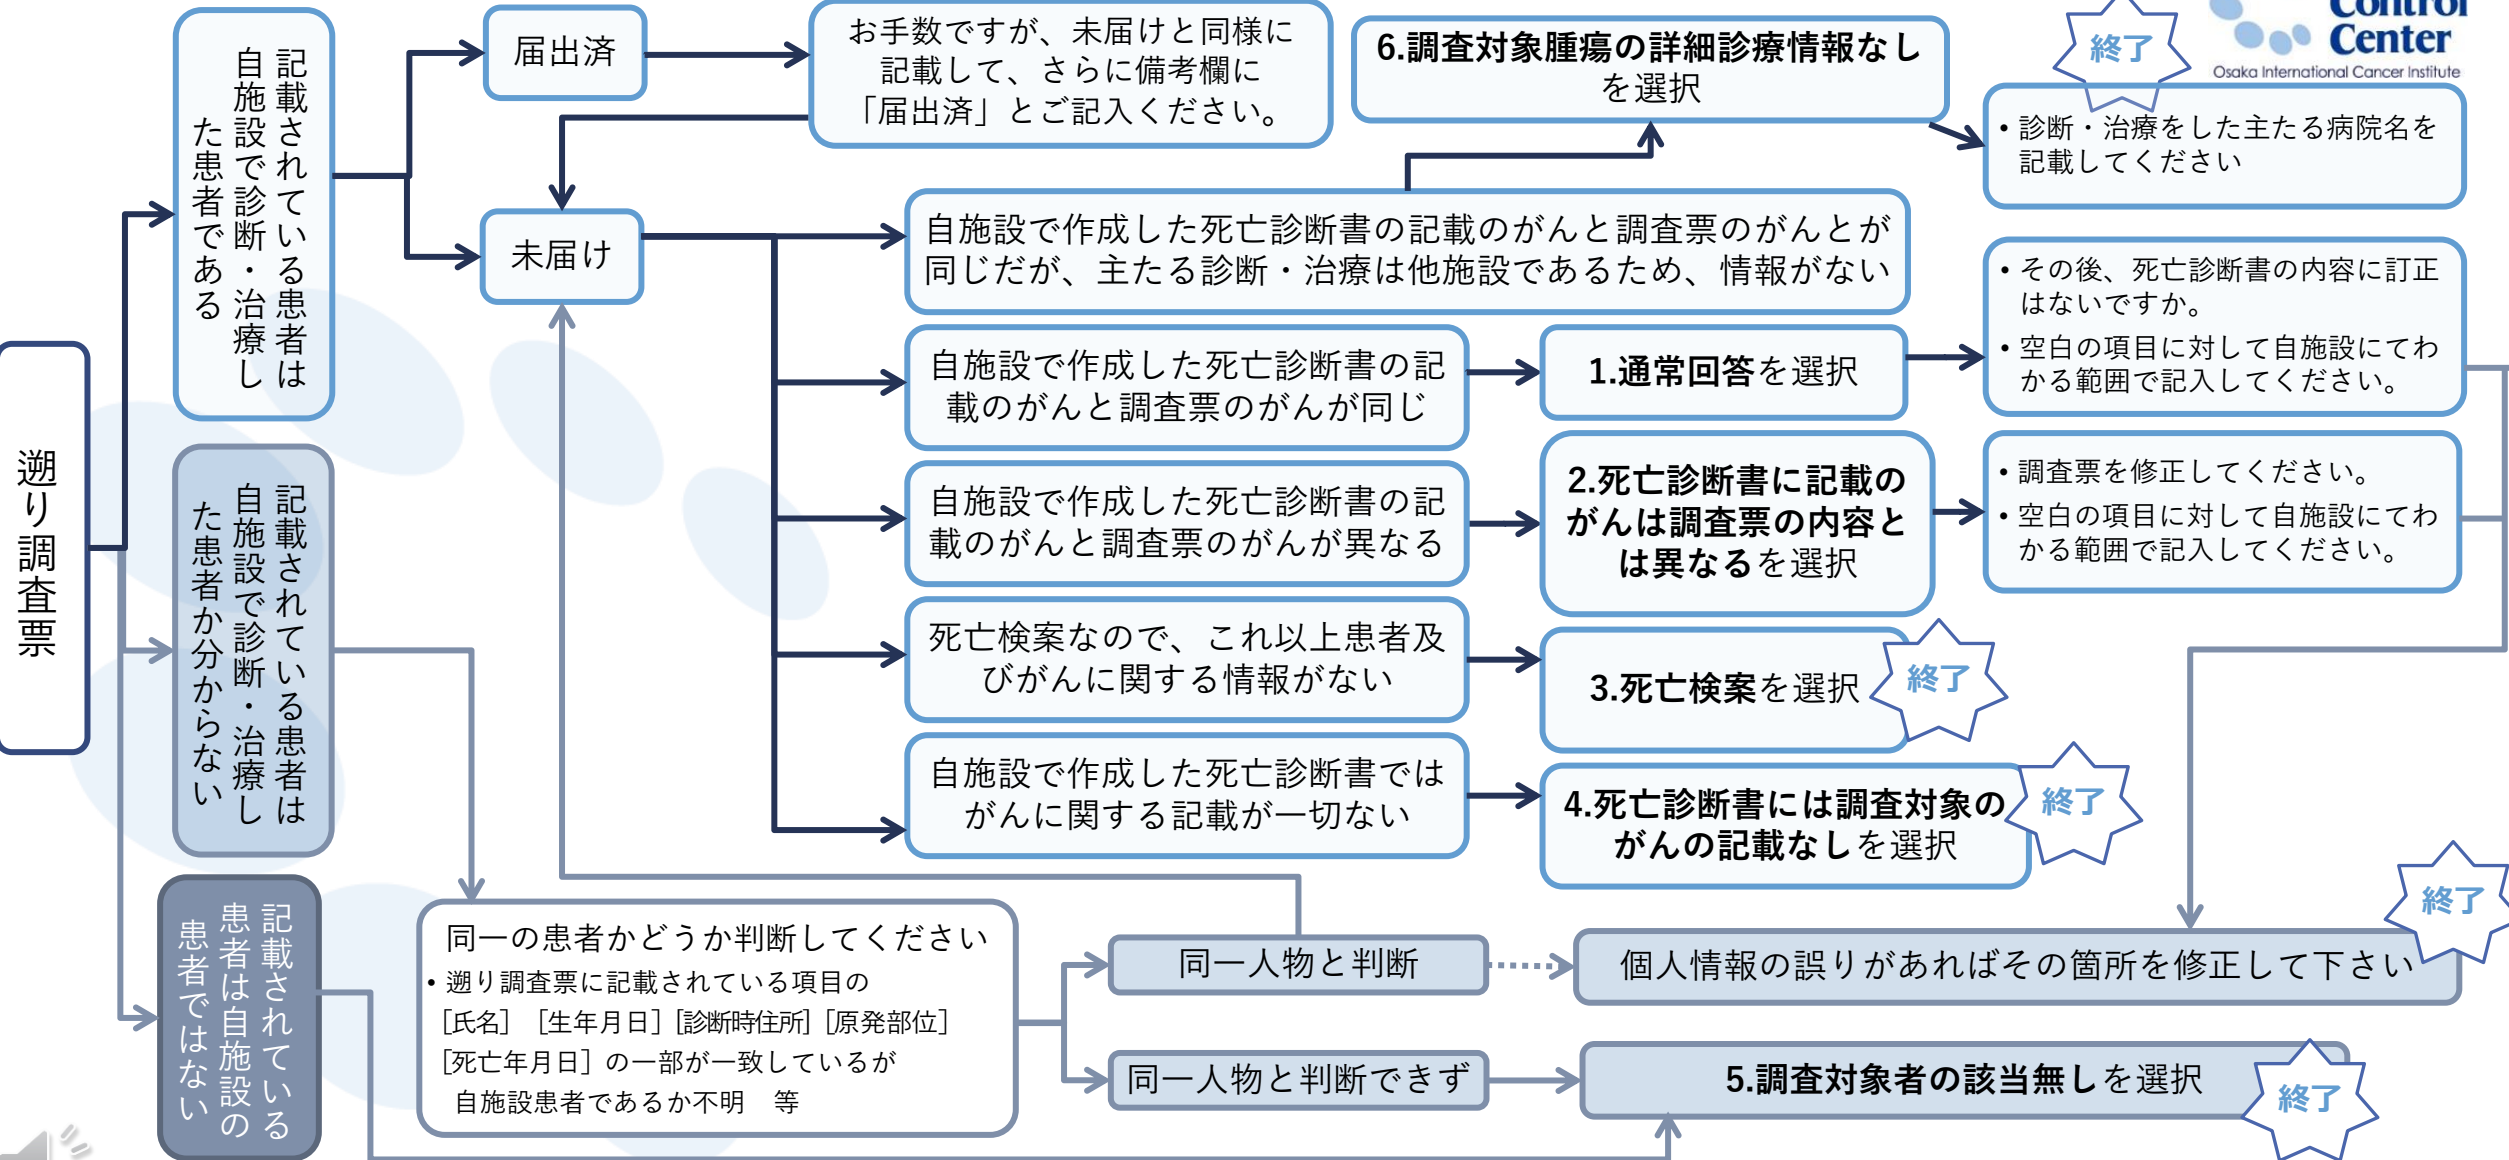 遡り調査票
記載されている患者は
自施設で診断・治療し
た患者である
届出済
お手数ですが、未届けと同様に
記載して、さらに備考欄に
「届出済」とご記入ください。
6.調査対象腫瘍の詳細診療情報なし
を選択
終了
Control
Center
Osaka International Cancer Institute
• 診断・治療をした主たる病院名を
記載してください
未届け
自施設で作成した死亡診断書の記載のがんと調査票のがんとが
同じだが、主たる診断・治療は他施設であるため、情報がない
自施設で作成した死亡診断書の記
載のがんと調査票のがんが同じ
1.通常回答を選択
• その後、死亡診断書の内容に訂正
はないですか。
• 空白の項目に対して自施設にてわ
かる範囲で記入してください。
自施設で作成した死亡診断書の記
載のがんと調査票のがんが異なる
2.死亡診断書に記載の
がんは調査票の内容と
は異なるを選択
• 調査票を修正してください。
• 空白の項目に対して自施設にてわ
かる範囲で記入してください。
死亡検案なので、これ以上患者及
びがんに関する情報がない
3.死亡検案を選択
終了
自施設で作成した死亡診断書では
がんに関する記載が一切ない
4.死亡診断書には調査対象の
がんの記載なしを選択
終了
記載されている患者は
自施設で診断・治療し
た患者か分からない
同一の患者かどうか判断してください
• 遡り調査票に記載されている項目の
［氏名］［生年月日］［診断時住所］［原発部位］
［死亡年月日］の一部が一致しているが
自施設患者であるか不明　等
同一人物と判断
個人情報の誤りがあればその箇所を修正して下さい
終了
同一人物と判断できず
5.調査対象者の該当無しを選択
終了
記載されている
患者は自施設の
患者ではない